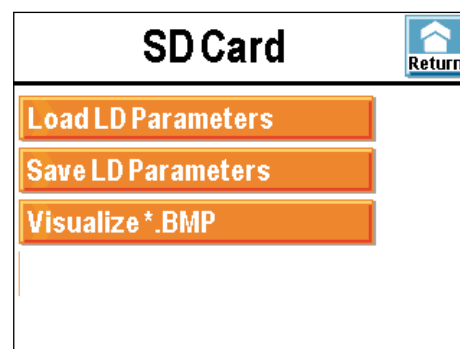 SD Card
Return
Load LD Parameters
Save LD Parameters
Visualize *.BMP